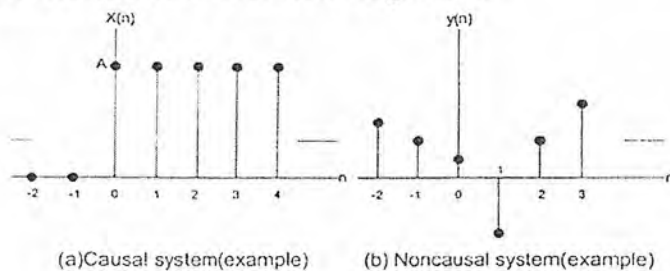 X(n)
y(n)
A
-2 -1 0 1 2 3 4 n
-2 -1 0 1 2 3
(a)Causal system(example)
(b) Noncausal system(example)